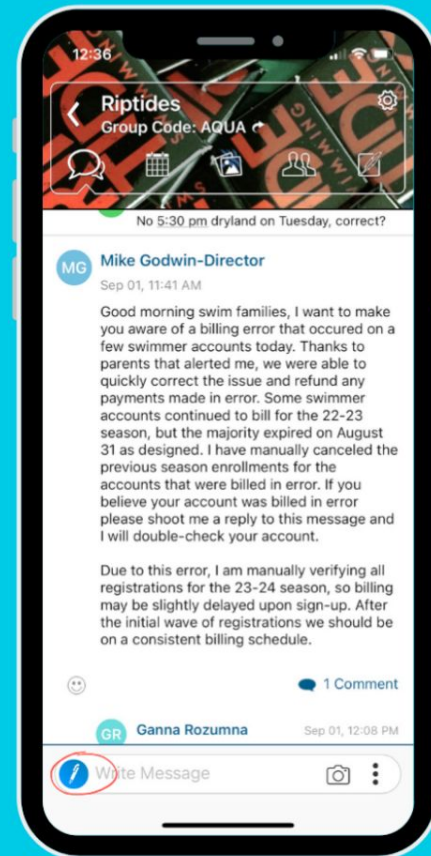 12:36
Riptides
Group Code: AQUA
No 5:30 pm dryland on Tuesday, correct?
MG
Mike Godwin-Director
Sep 01, 11:41 AM
Good morning swim families, I want to make
you aware of a billing error that occured on a
few swimmer accounts today. Thanks to
parents that alerted me, we were able to
quickly correct the issue and refund any
payments made in error. Some swimmer
accounts continued to bill for the 22-23
season, but the majority expired on August
31 as designed. I have manually canceled the
previous season enrollments for the
accounts that were billed in error. If you
believe your account was billed in error
please shoot me a reply to this message and
I will double-check your account.
Due to this error, I am manually verifying all
registrations for the 23-24 season, so billing
may be slightly delayed upon sign-up. After
the initial wave of registrations we should be
on a consistent billing schedule.
1 Comment
GR
Ganna Rozumna
Sep 01, 12:08 PM
Write Message